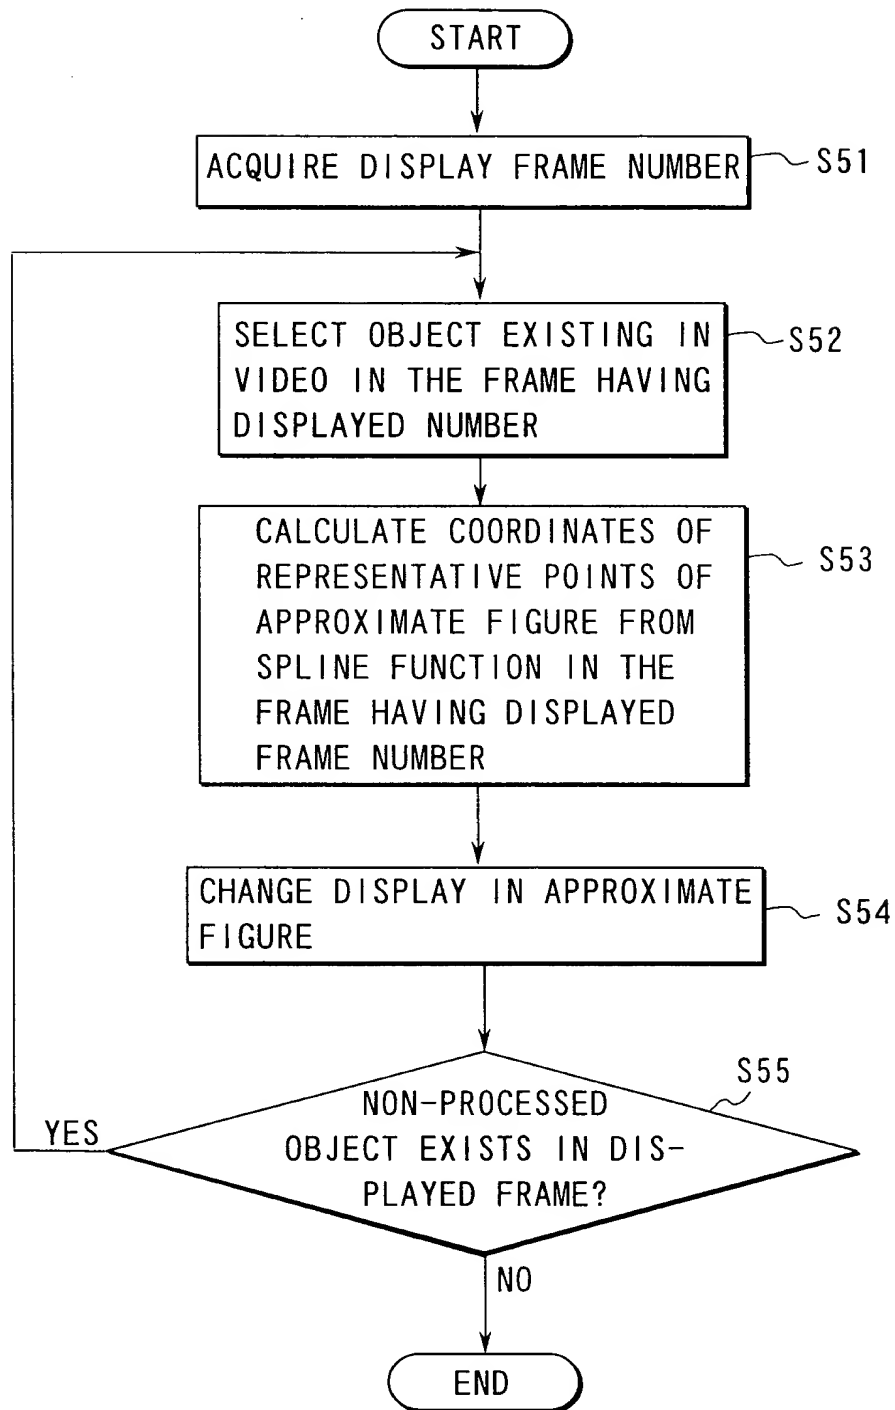 START
ACQUIRE DISPLAY FRAME NUMBER
S51
SELECT OBJECT EXISTING IN
VIDEO IN THE FRAME HAVING
DISPLAYED NUMBER
S52
CALCULATE COORDINATES OF
REPRESENTATIVE POINTS OF
APPROXIMATE FIGURE FROM
SPLINE FUNCTION IN THE
FRAME HAVING DISPLAYED
FRAME NUMBER
S53
CHANGE DISPLAY IN APPROXIMATE
FIGURE
S54
S55
NON-PROCESSED
OBJECT EXISTS IN DIS-
PLAYED FRAME?
YES
NO
END